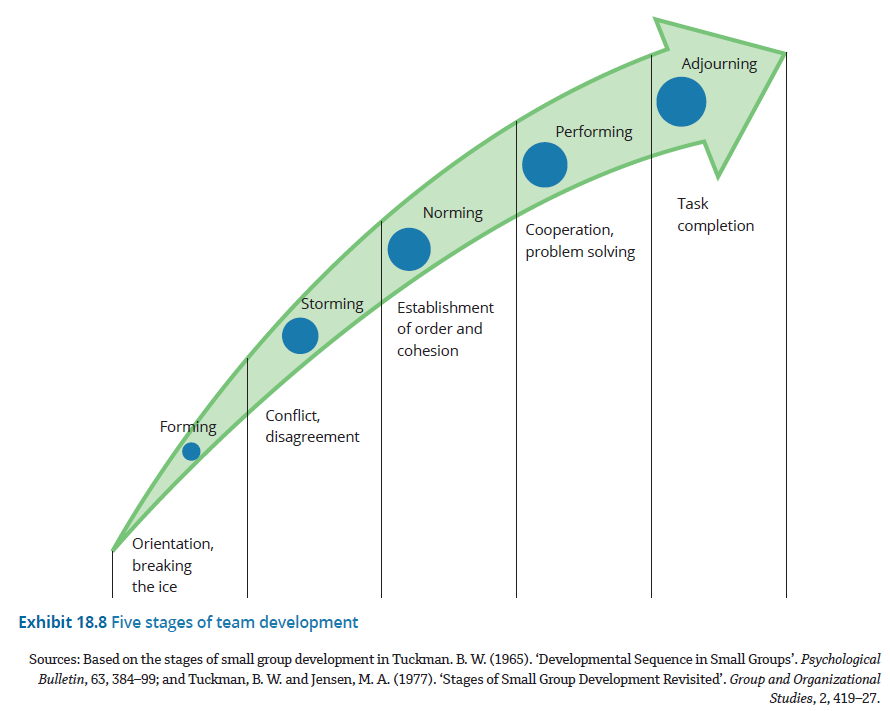 Adjourning
Performing
Norming
Storming
Forming
Orientation,
breaking
the ice
Conflict,
disagreement
Establishment
of order and
cohesion
Cooperation,
problem solving
Task
completion
Exhibit 18.8 Five stages of team development
Sources: Based on the stages of small group development in Tuckman. B. W. (1965). ‘Developmental Sequence in Small Groups’. Psychological
Bulletin, 63, 384–99; and Tuckman, B. W. and Jensen, M. A. (1977). ‘Stages of Small Group Development Revisited’. Group and Organizational
Studies, 2, 419–27.